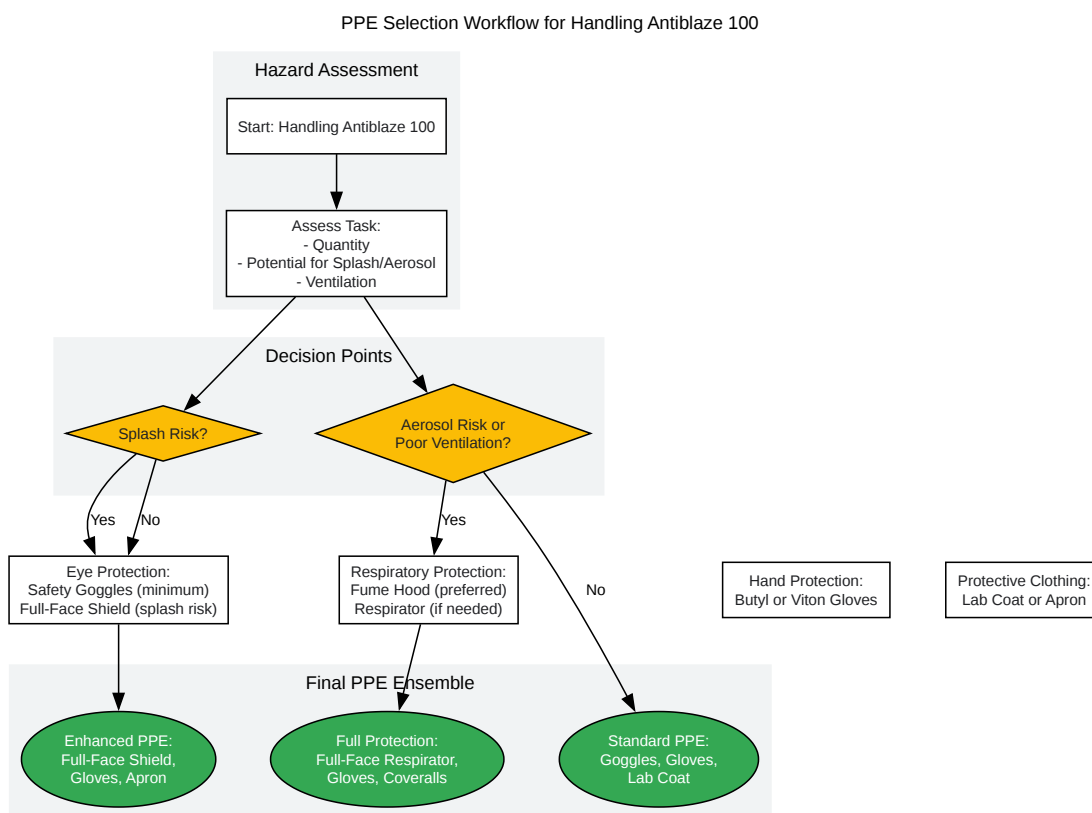 PPE Selection Workflow for Handling Antiblaze 100
Hazard Assessment
Start: Handling Antiblaze 100
Assess Task:
- Quantity
- Potential for Splash/Aerosol
- Ventilation
Decision Points
Splash Risk?
Aerosol Risk or
Poor Ventilation?
Yes
No
Yes
No
Eye Protection:
Safety Goggles (minimum)
Full-Face Shield (splash risk)
Respiratory Protection:
Fume Hood (preferred)
Respirator (if needed)
Hand Protection:
Butyl or Viton Gloves
Protective Clothing:
Lab Coat or Apron
Final PPE Ensemble
Enhanced PPE:
Full-Face Shield,
Gloves, Apron
Full Protection:
Full-Face Respirator,
Gloves, Coveralls
Standard PPE:
Goggles, Gloves,
Lab Coat